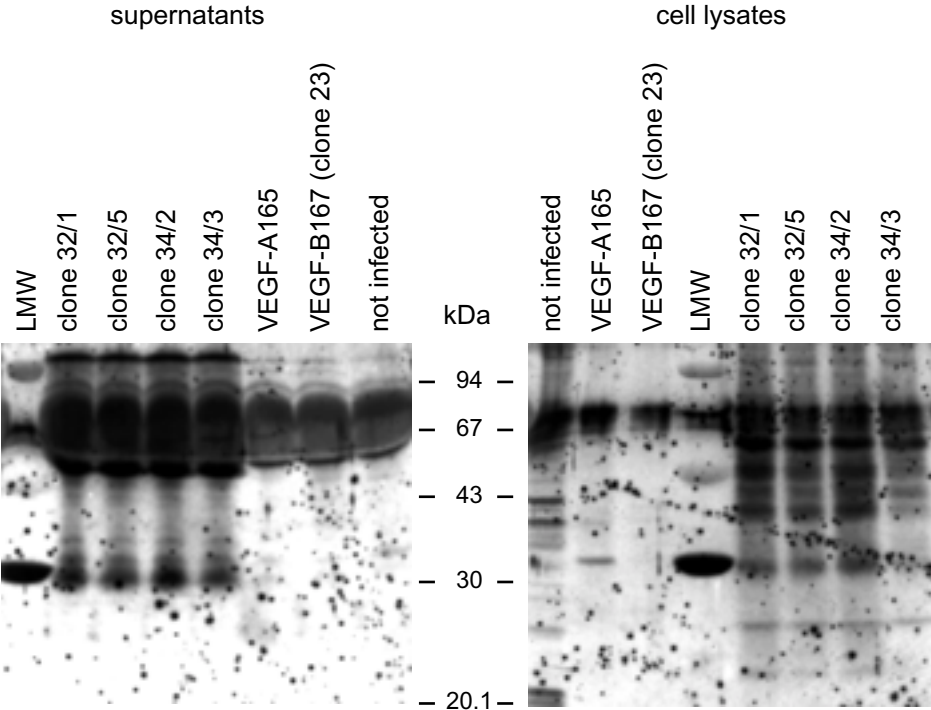 supernatants
cell lysates
LMW
clone 32/1
clone 32/5
clone 34/2
clone 34/3
VEGF-A165
VEGF-B167 (clone 23)
not infected
kDa
not infected
VEGF-A165
VEGF-B167 (clone 23)
LMW
clone 32/1
clone 32/5
clone 34/2
clone 34/3
– 94 –
– 67 –
– 43 –
– 30 –
– 20.1 –